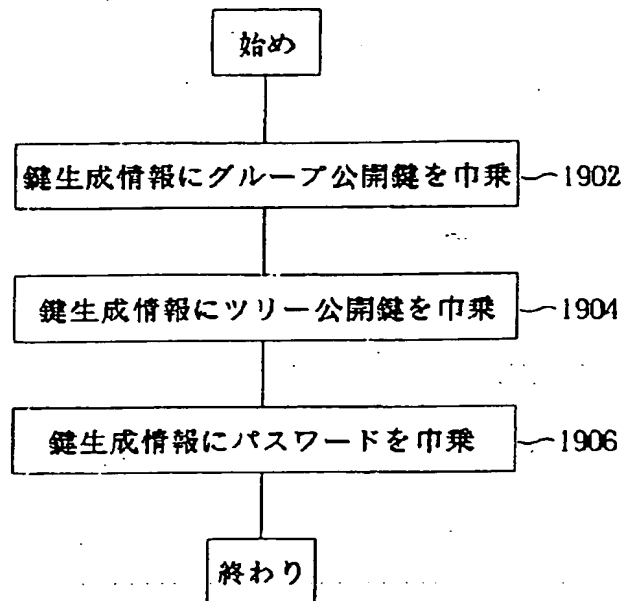 始め
鍵生成情報にグループ公開鍵を巾乗
1902
鍵生成情報にツリー公開鍵を巾乗
1904
鍵生成情報にパスワードを巾乗
1906
終わり